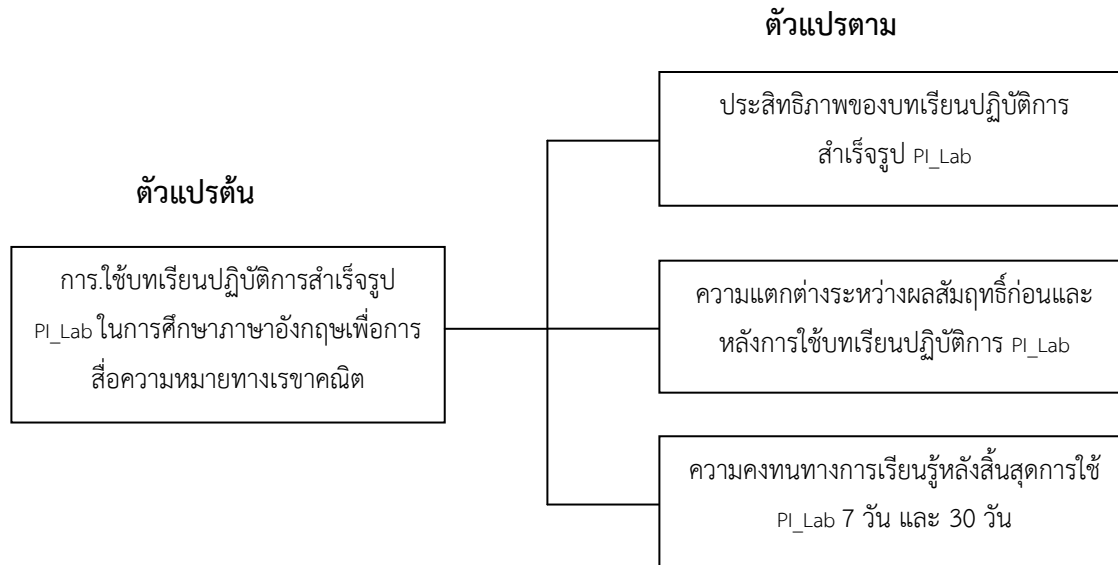 ตัวแปรตาม
ประสิทธิภาพของบทเรียนปฏิบัติการ
สำเร็จรูป PI_Lab
ตัวแปรต้น
การ.ใช้บทเรียนปฏิบัติการสำเร็จรูป
PI_Lab ในการศึกษาภาษาอังกฤษเพื่อการ
สื่อความหมายทางเรขาคณิต
ความแตกต่างระหว่างผลสัมฤทธิ์ก่อนและ
หลังการใช้บทเรียนปฏิบัติการ PI_Lab
ความคงทนทางการเรียนรู้หลังสิ้นสุดการใช้
PI_Lab 7 วัน และ 30 วัน